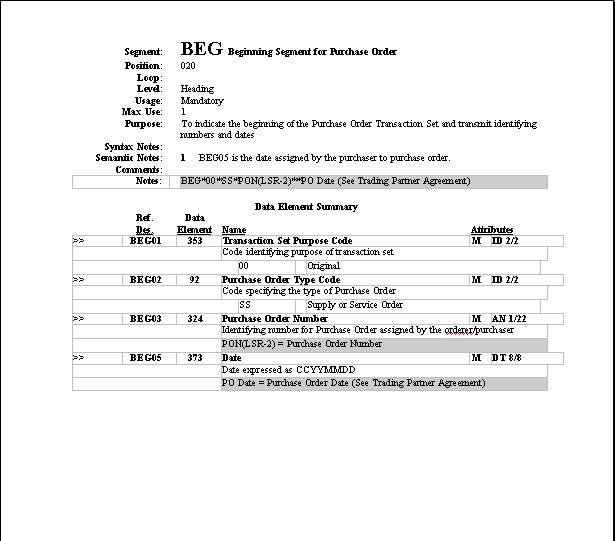 Segment: BEG Beginning Segment for Purchase Order
Position: 020
Loop:
Level: Heading
Usage: Mandatory
Max Use: 1
Purpose: To indicate the beginning of the Purchase Order Transaction Set and transmit identifying
numbers and dates
Syntax Notes:
Semantic Notes: 1 BEG05 is the date assigned by the purchaser to purchase order.
Comments:
Notes: BEG*00*SS*PON(LSR-2)**PO Date (See Trading Partner Agreement)
Data Element Summary
Ref. Data
Des. Element Name Attributes
>> BEG01 353 Transaction Set Purpose Code M ID 2/2
Code identifying purpose of transaction set
00 Original
>> BEG02 92 Purchase Order Type Code M ID 2/2
Code specifying the type of Purchase Order
SS Supply or Service Order
>> BEG03 324 Purchase Order Number M AN 1/22
Identifying number for Purchase Order assigned by the orderer/purchaser
PON(LSR-2) = Purchase Order Number
>> BEG05 373 Date M DT 8/8
Date expressed as CCYYMMDD
PO Date = Purchase Order Date (See Trading Partner Agreement)